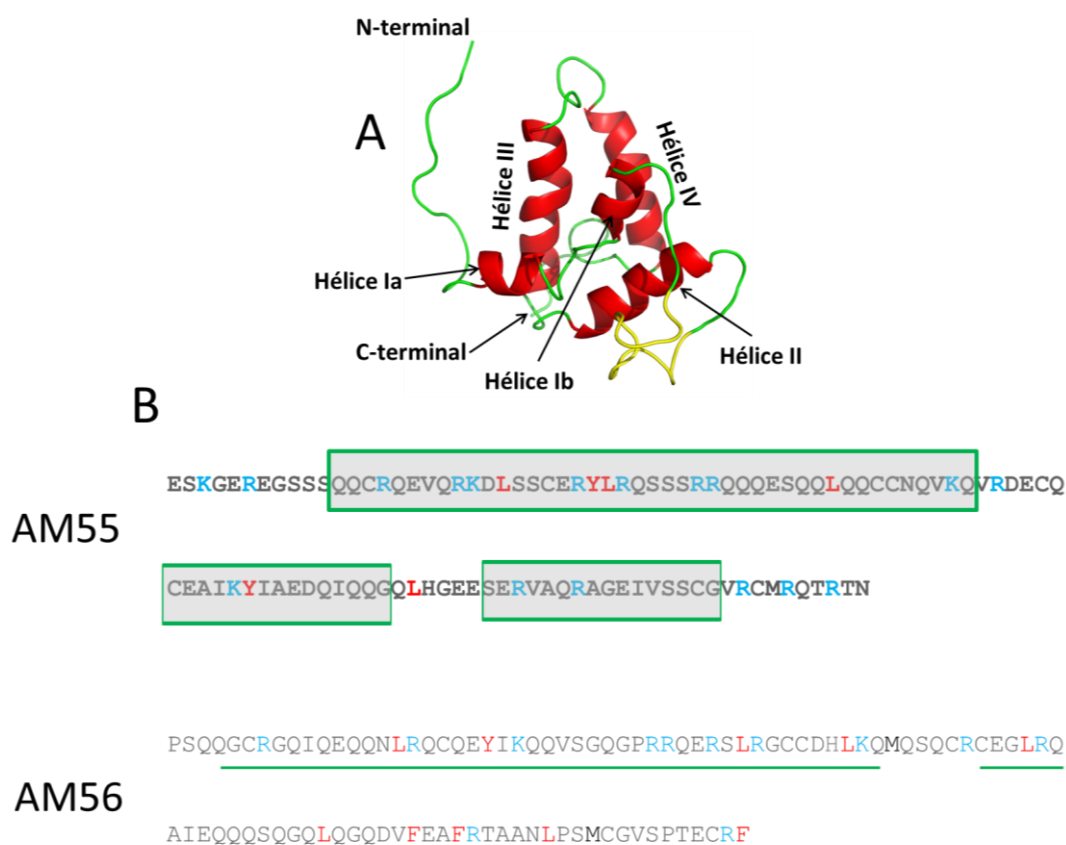 N-terminal
A
Hélice III
Hélice IV
Hélice Ia
C-terminal
Hélice Ib
Hélice II
B
ESKGEREGSSSQQCRQEVQRKDLSSCERYLRQSSSRRQQQESQQLQQCCNQVKQVRDECQ
AM55
CEAIKYIAEDQIQQGQLHGEESERVAQRAGEIVSSCGVRCMRQTRTN
PSQQGCRGQIQEQQNLRQCQEYIKQQVSGQGPRRQERSLRGCCDHLKQMQSQCRCEGLRQ
AM56
AIEQQQSQGQLQGQDVFEAFRTAANLPSMCGVSPTECRF